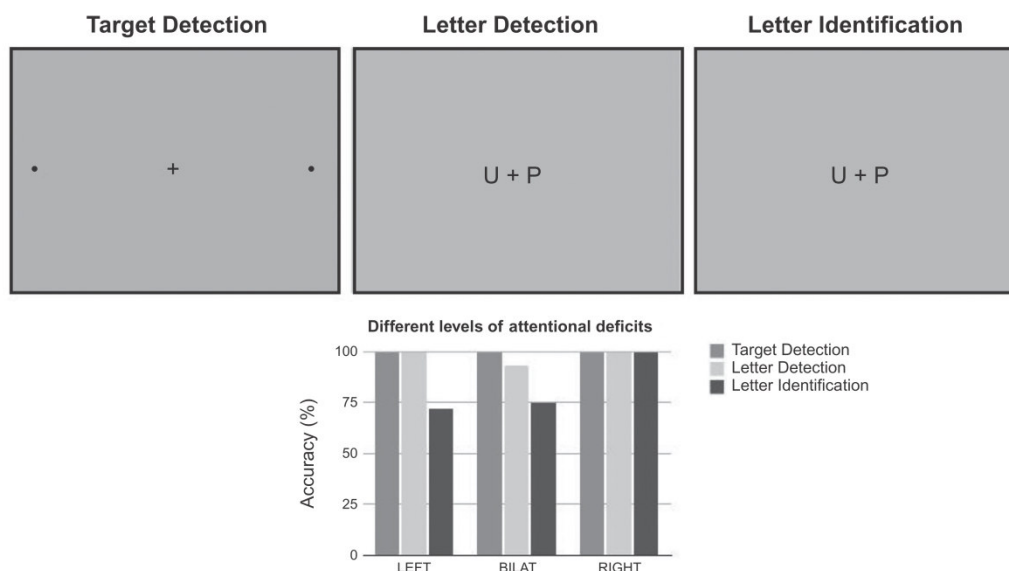 Target Detection
Letter Detection
Letter Identification
+
U + P
U + P
Different levels of attentional deficits
Accuracy (%)
100
75
50
25
0
LEFT
BILAT
RIGHT
Target Detection
Letter Detection
Letter Identification